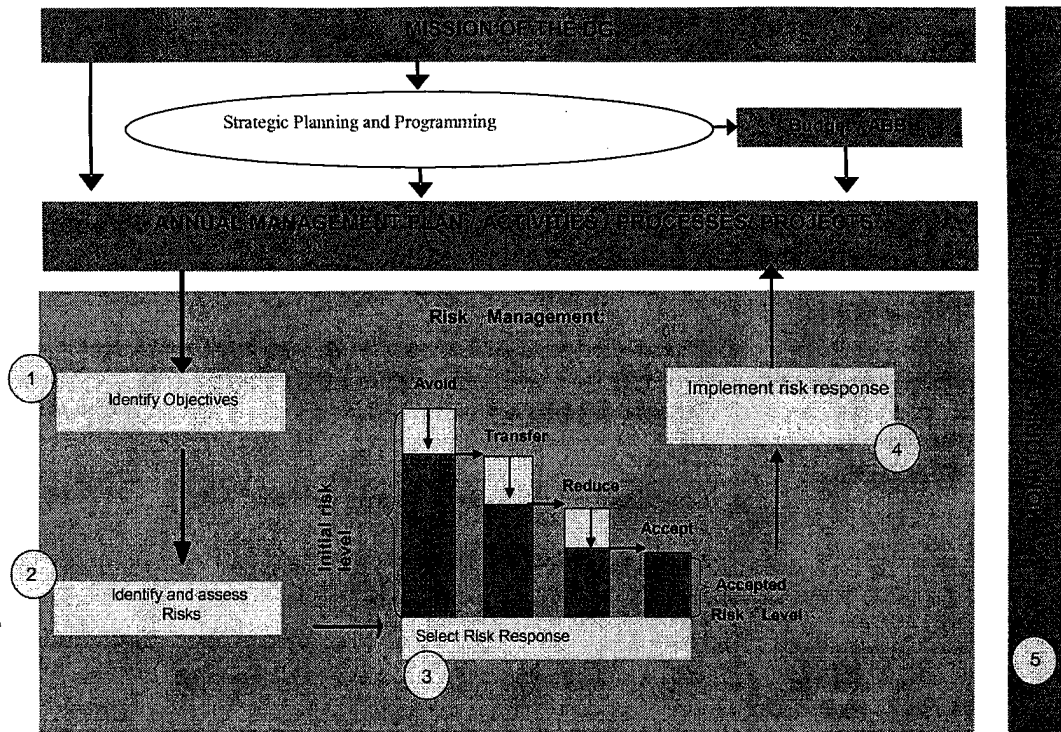 MISSION OF THE DG
Strategic Planning and Programming
ANNUAL MANAGEMENT PLAN / ACTIVITIES / PROCESSES / PROJECTS
Risk Management:
1
Identify Objectives
Avoid
Transfer
Reduce
Accept
Implement risk response
4
Initial risk
level
2
Identify and assess
Risks
Accepted
Risk - Level
Select Risk Response
3
5